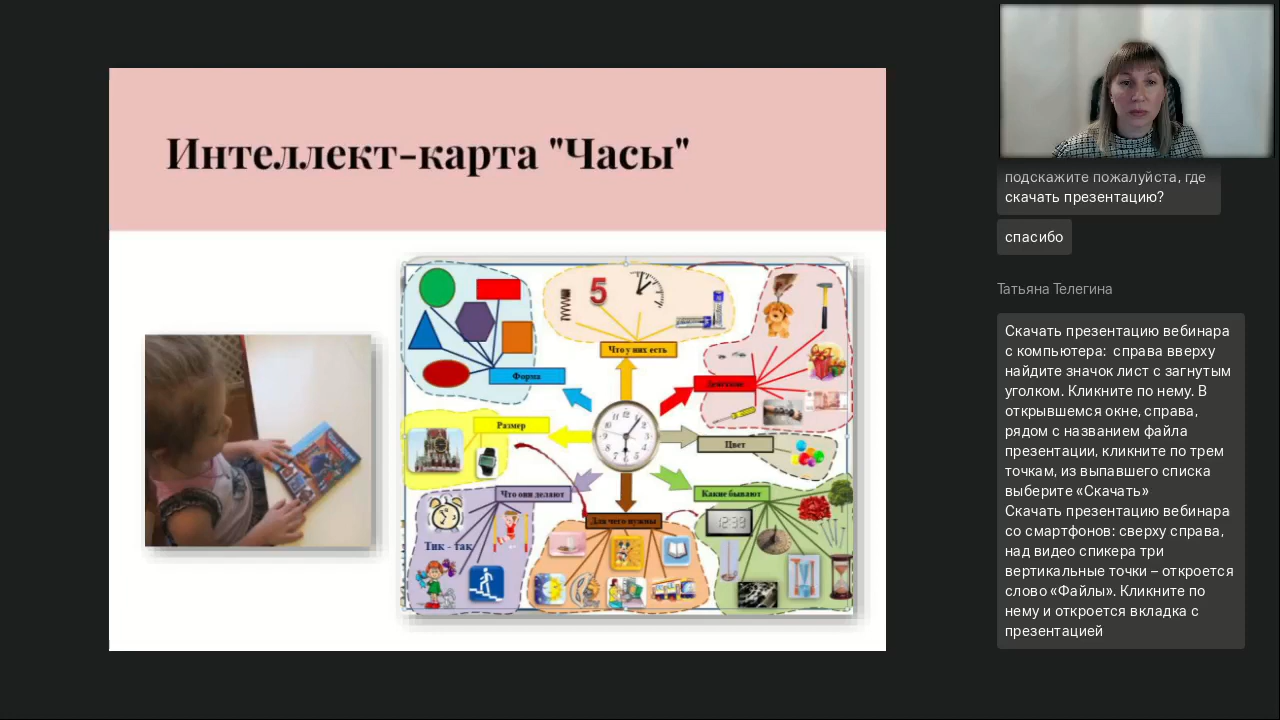 Интеллект-карта "Часы"
5
Что у них есть
Форма
Действие
Размер
Цвет
Что они делают
Какие бывают
Для чего нужны
12:33
Тик - так
подскажите пожалуйста, где
скачать презентацию?
спасибо
Татьяна Телегина
Скачать презентацию вебинара
с компьютера: справа вверху
найдите значок лист с загнутым
уголком. Кликните по нему. В
открывшемся окне, справа,
рядом с названием файла
презентации, кликните по трем
точкам, из выпавшего списка
выберите «Скачать»
Скачать презентацию вебинара
со смартфонов: сверху справа,
над видео спикера три
вертикальные точки – откроется
слово «Файлы». Кликните по
нему и откроется вкладка с
презентацией